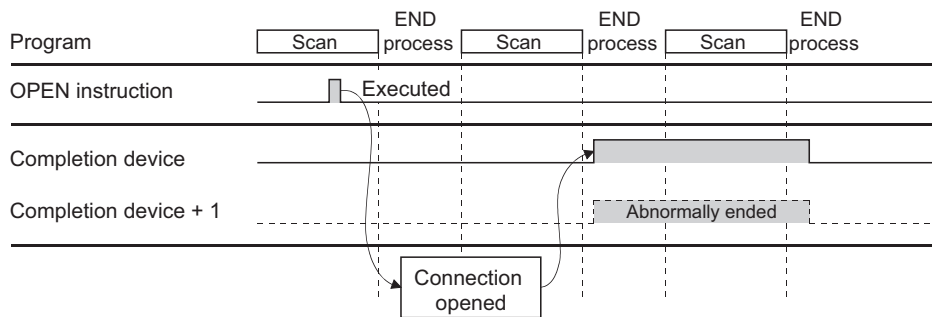 Program
Scan
END
process
Scan
END
process
Scan
END
process
OPEN instruction
Executed
Completion device
Completion device + 1
Abnormally ended
Connection
opened